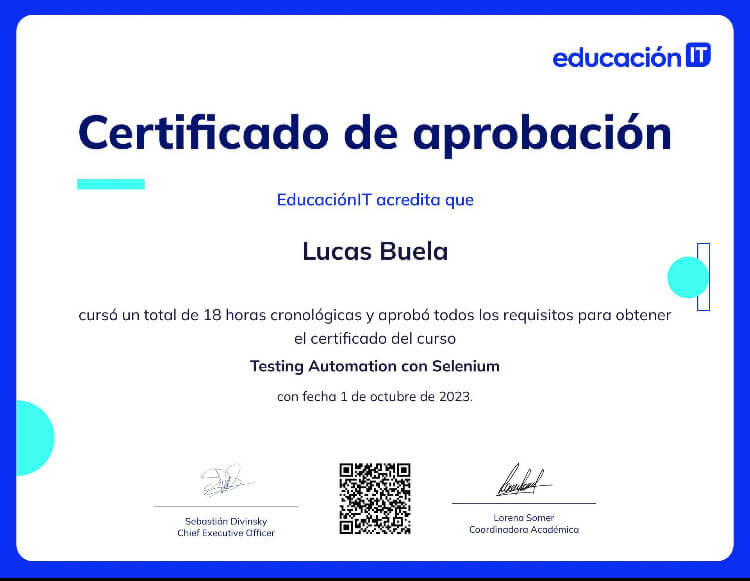 educación IT
Certificado de aprobación
EducaciónIT acredita que
Lucas Buela
cursó un total de 18 horas cronológicas y aprobó todos los requisitos para obtener
el certificado del curso
Testing Automation con Selenium
con fecha 1 de octubre de 2023.
Sebastián Divinsky
Chief Executive Officer
Lorena Somer
Coordinadora Académica